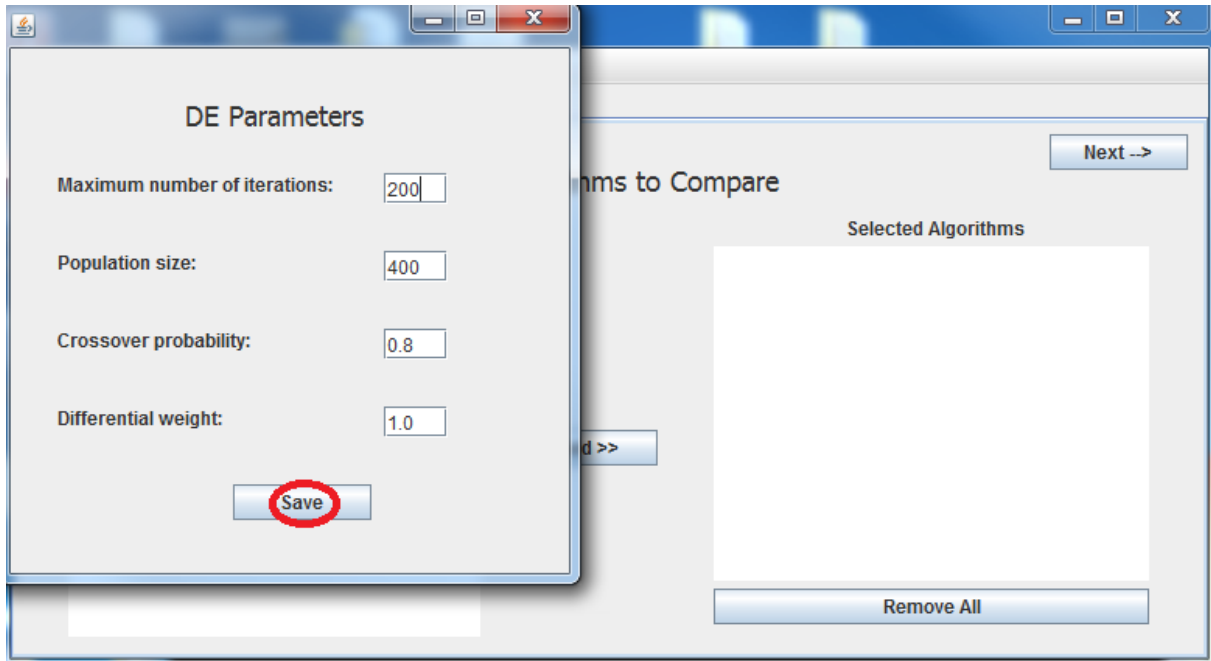 DE Parameters
Maximum number of iterations: 200
Population size: 400
Crossover probability: 0.8
Differential weight: 1.0
Save
Next -->
to Compare
Selected Algorithms
>>
Remove All